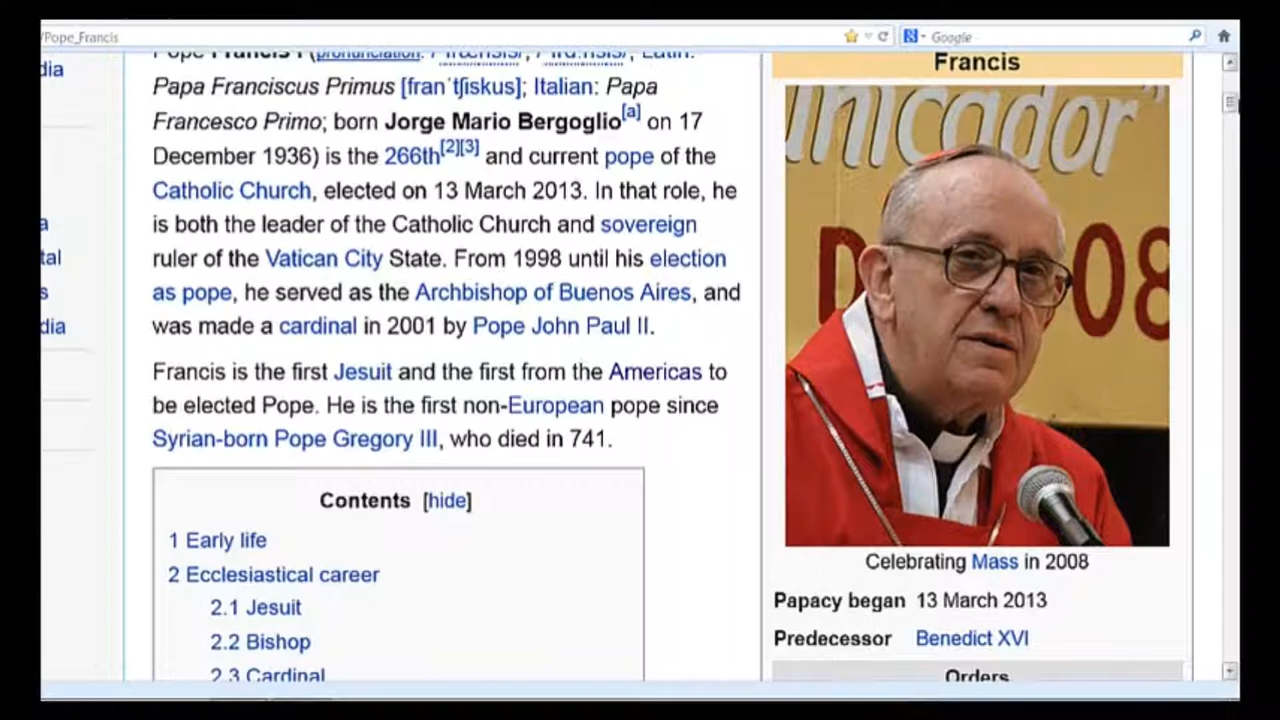 /Pope_Francis
Google
dia
a
tal
s
dia
Pope Francis I (pronunciation: Latin:
Papa Franciscus Primus [franˈtʃiskus]; Italian: Papa
Francesco Primo; born Jorge Mario Bergoglio[a] on 17
December 1936) is the 266th[2][3] and current pope of the
Catholic Church, elected on 13 March 2013. In that role, he
is both the leader of the Catholic Church and sovereign
ruler of the Vatican City State. From 1998 until his election
as pope, he served as the Archbishop of Buenos Aires, and
was made a cardinal in 2001 by Pope John Paul II.
Francis is the first Jesuit and the first from the Americas to
be elected Pope. He is the first non-European pope since
Syrian-born Pope Gregory III, who died in 741.
Contents [hide]
1 Early life
2 Ecclesiastical career
2.1 Jesuit
2.2 Bishop
2.3 Cardinal
Francis
unicador"
D
08
Celebrating Mass in 2008
Papacy began 13 March 2013
Predecessor Benedict XVI
Orders